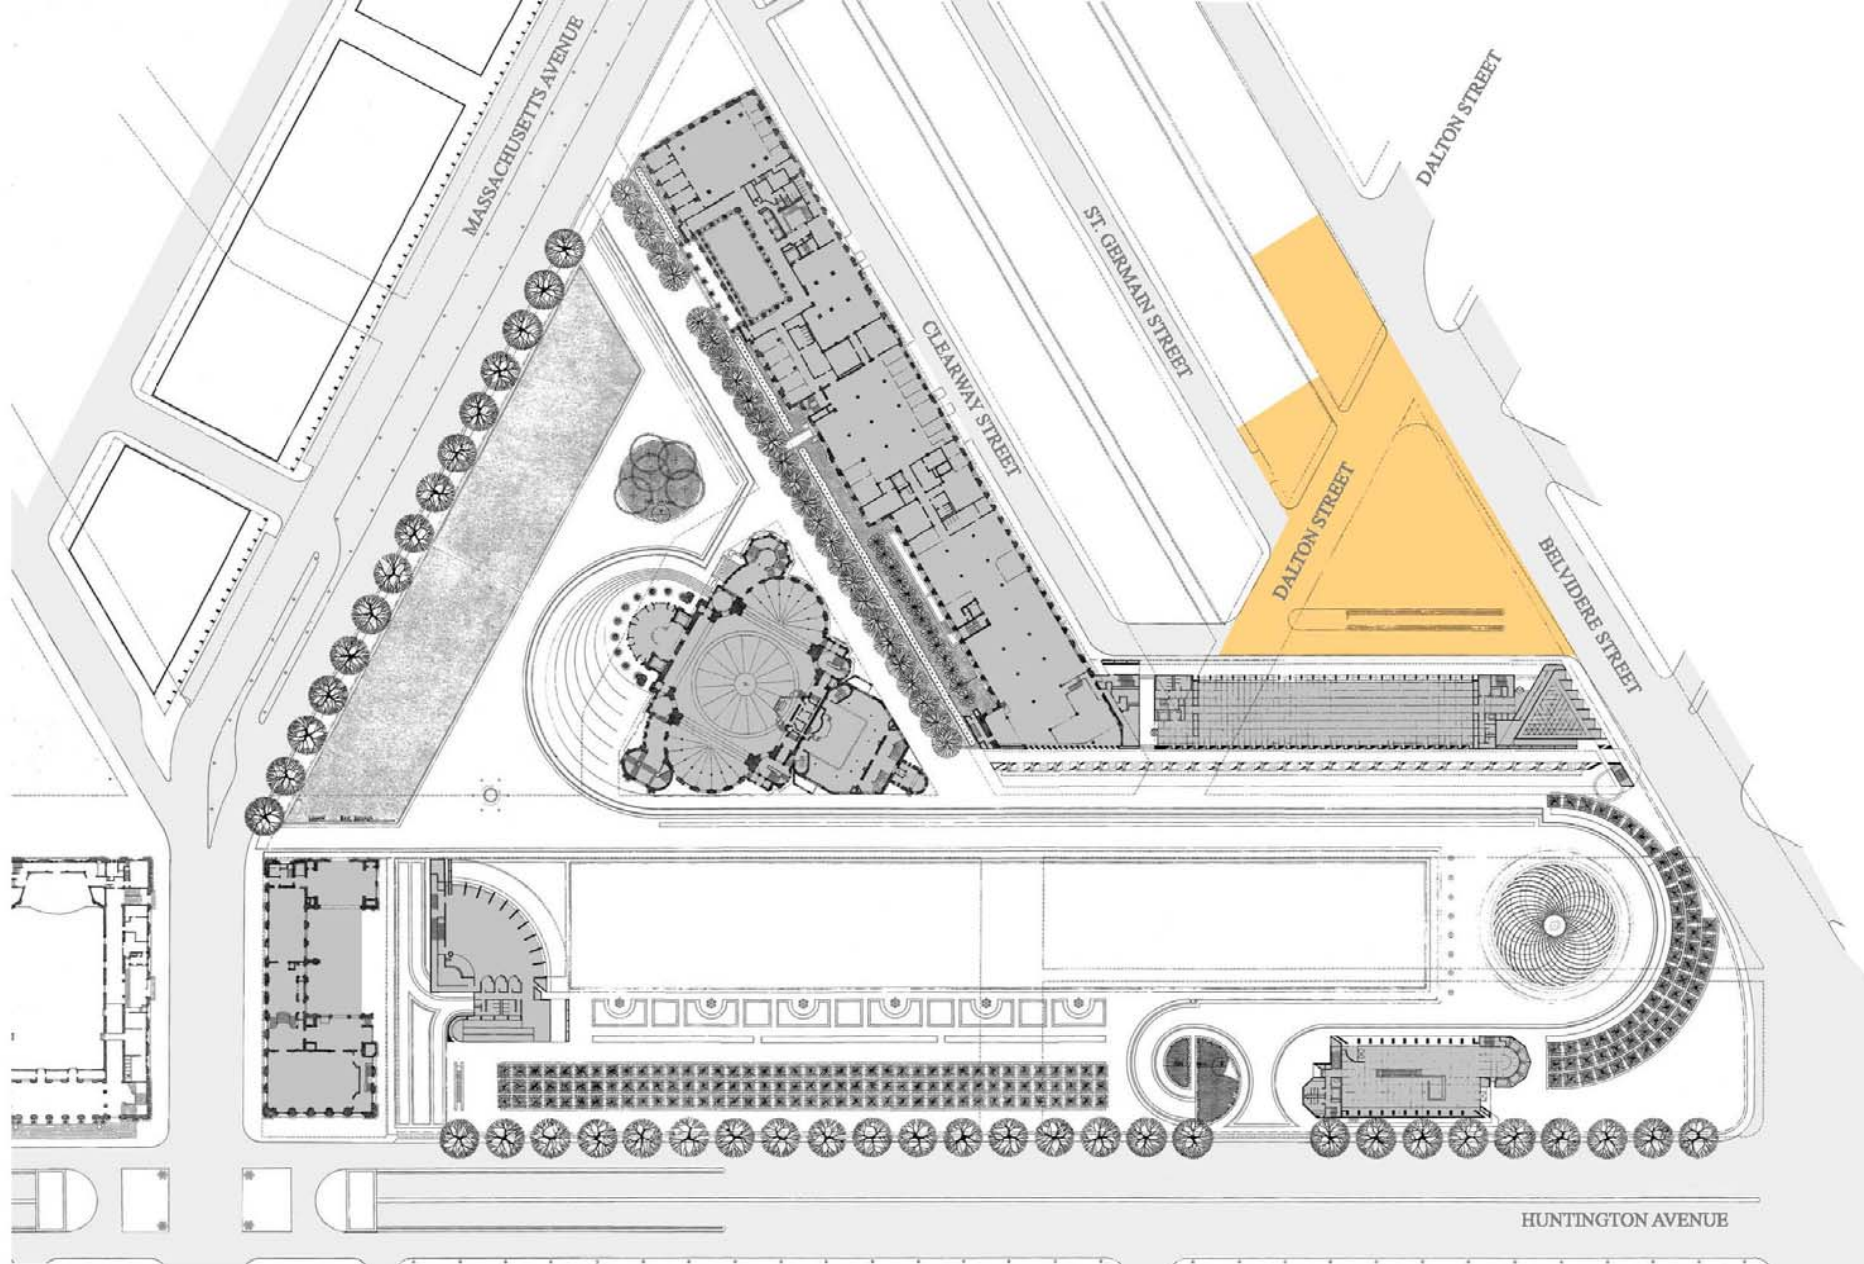 MASSACHUSETTS AVENUE
DALTON STREET
ST. GERMAIN STREET
CLEARWAY STREET
DALTON STREET
BELVIDERE STREET
HUNTINGTON AVENUE